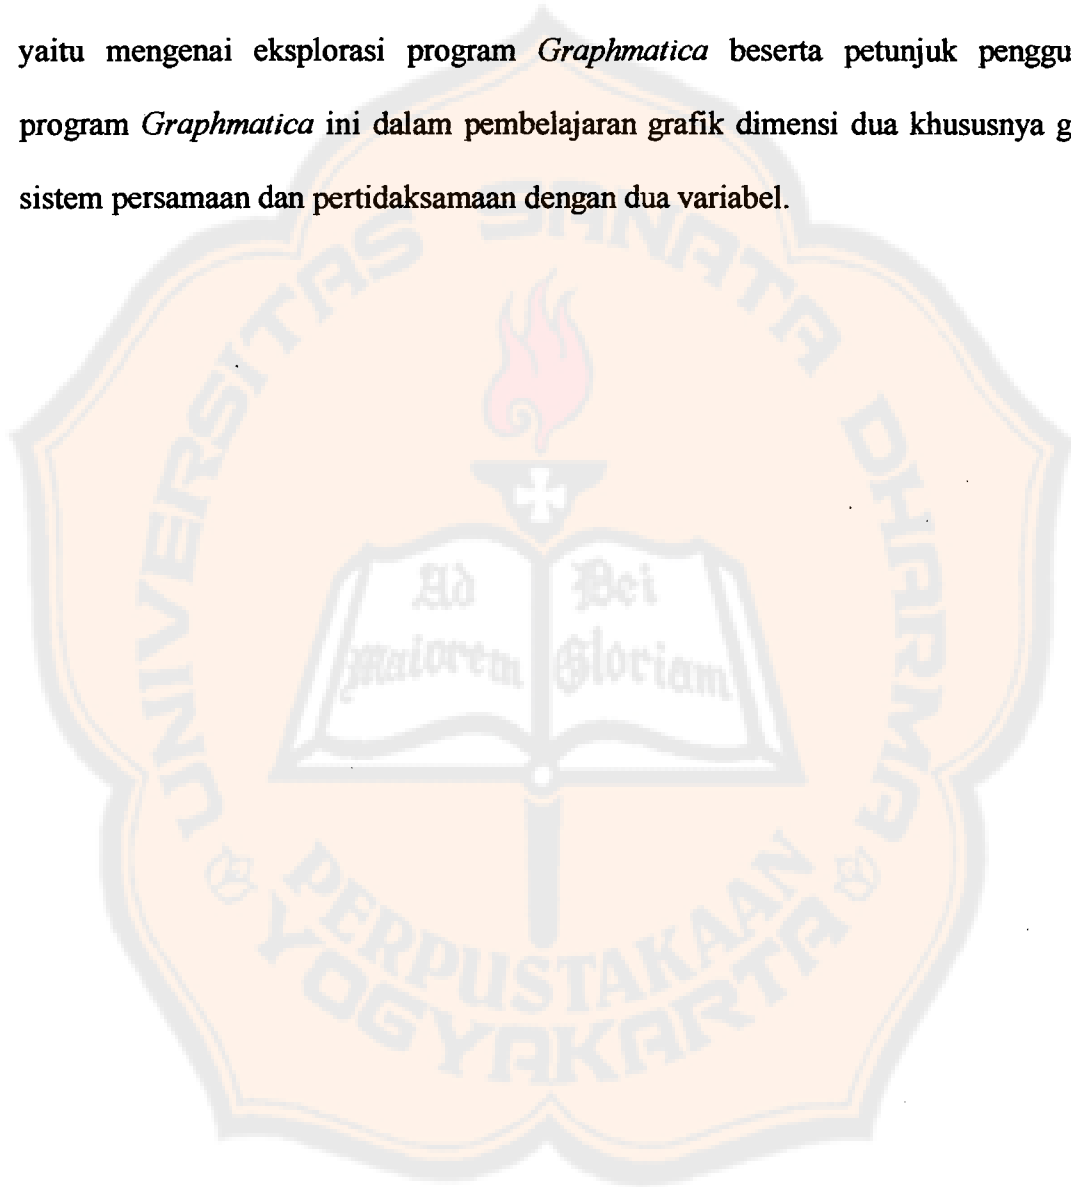 yaitu mengenai eksplorasi program Graphmatica beserta petunjuk penggu
program Graphmatica ini dalam pembelajaran grafik dimensi dua khususnya g
sistem persamaan dan pertidaksamaan dengan dua variabel.
UNIVERSITAS SANATA DHARMA
Ad Dei
Maiorem Gloriam
PERPUSTAKAAN
YOGYAKARTA